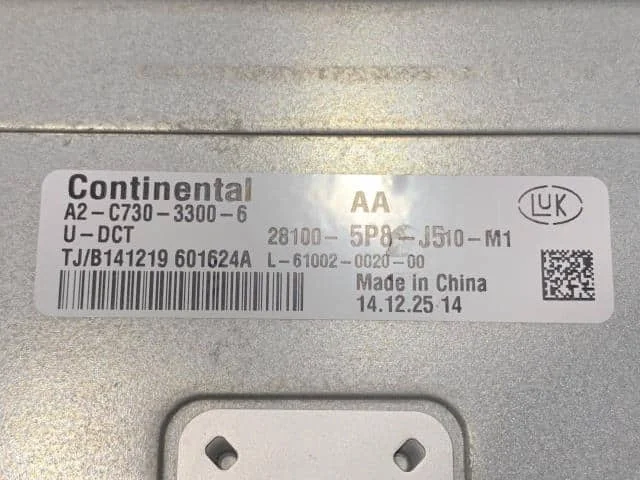 Continental AA
A2-C730-3300-6
LUK
U-DCT 28100-5P8-J510-M1
TJ/B141219 601624A L-61002-0020-00
Made in China
14.12.25 14